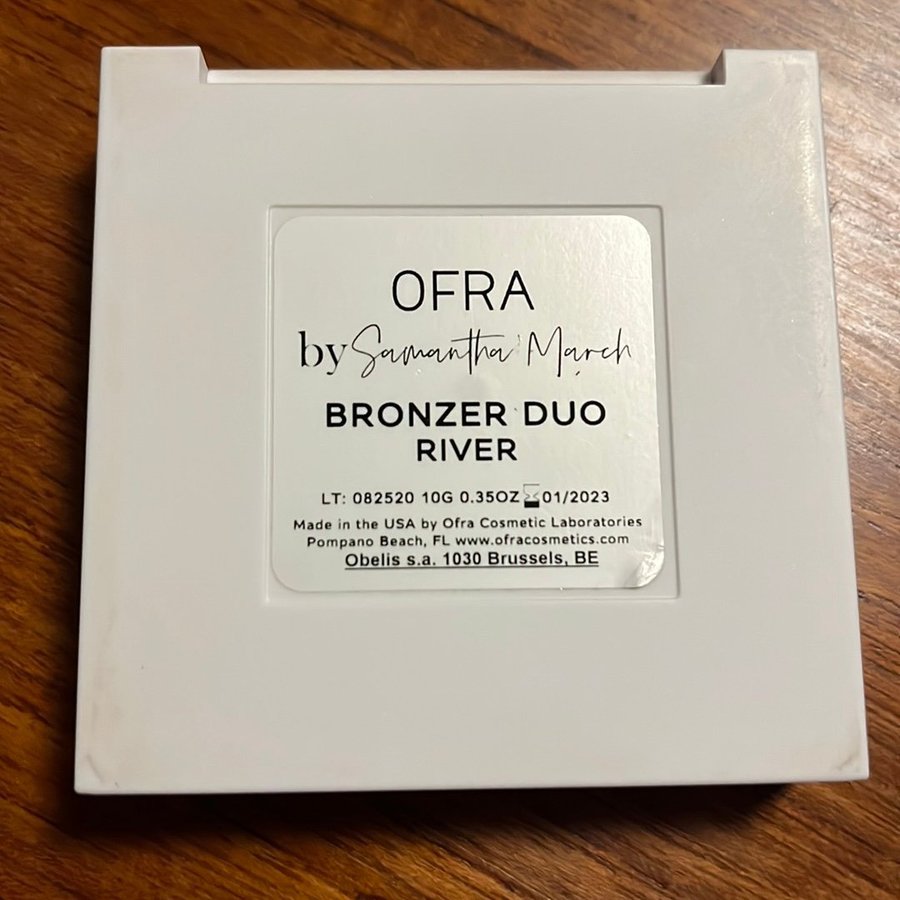 OFRA
by Samantha March
BRONZER DUO
RIVER
LT: 082520 10G 0.35OZ 01/2023
Made in the USA by Ofra Cosmetic Laboratories
Pompano Beach, FL www.ofracosmetics.com
Obelis s.a. 1030 Brussels, BE